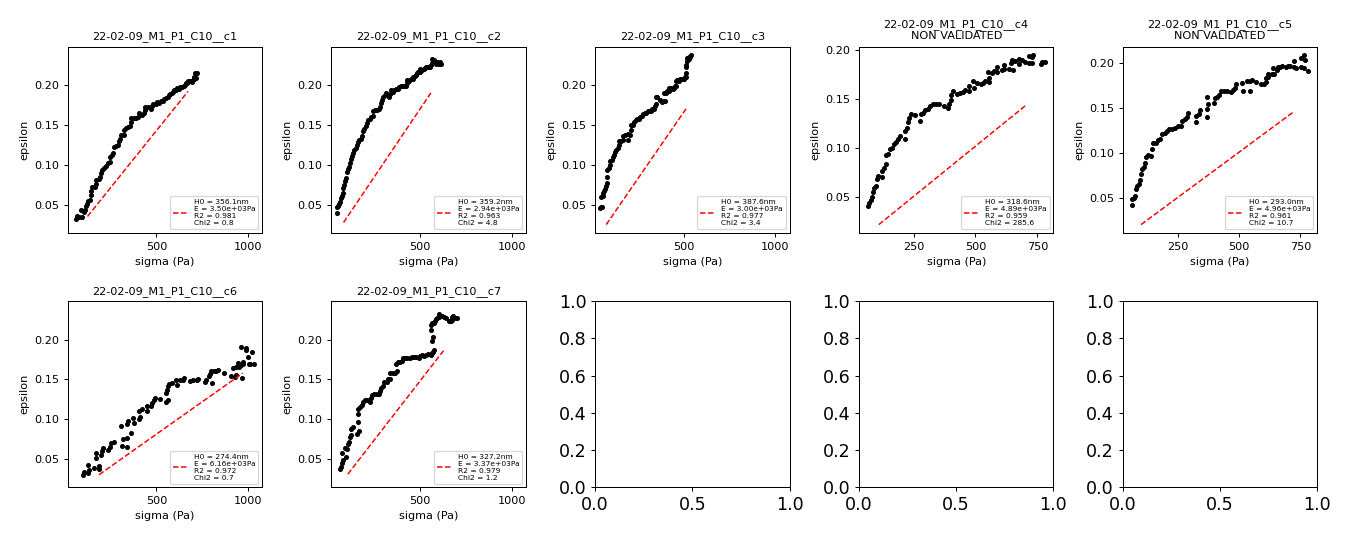 22-02-09_M1_P1_C10__c1
0.20
0.15
0.10
0.05
epsilon
500
1000
sigma (Pa)
H0 = 356.1nm
E = 3.50e+03Pa
R2 = 0.981
Chi2 = 0.8
22-02-09_M1_P1_C10__c2
0.20
0.15
0.10
0.05
epsilon
500
1000
sigma (Pa)
H0 = 359.2nm
E = 2.94e+03Pa
R2 = 0.963
Chi2 = 4.8
22-02-09_M1_P1_C10__c3
0.20
0.15
0.10
0.05
epsilon
500
1000
sigma (Pa)
H0 = 387.6nm
E = 3.00e+03Pa
R2 = 0.977
Chi2 = 3.4
22-02-09_M1_P1_C10__c4
NON VALIDATED
0.20
0.15
0.10
0.05
epsilon
250
500
750
sigma (Pa)
H0 = 318.6nm
E = 4.89e+03Pa
R2 = 0.959
Chi2 = 285.6
22-02-09_M1_P1_C10__c5
NON VALIDATED
0.20
0.15
0.10
0.05
epsilon
250
500
750
sigma (Pa)
H0 = 293.0nm
E = 4.96e+03Pa
R2 = 0.961
Chi2 = 10.7
22-02-09_M1_P1_C10__c6
0.20
0.15
0.10
0.05
epsilon
500
1000
sigma (Pa)
H0 = 274.4nm
E = 6.16e+03Pa
R2 = 0.972
Chi2 = 0.7
22-02-09_M1_P1_C10__c7
0.20
0.15
0.10
0.05
epsilon
500
1000
sigma (Pa)
H0 = 327.2nm
E = 3.37e+03Pa
R2 = 0.979
Chi2 = 1.2
1.0
0.8
0.6
0.4
0.2
0.0
0.0
0.5
1.0
1.0
0.8
0.6
0.4
0.2
0.0
0.0
0.5
1.0
1.0
0.8
0.6
0.4
0.2
0.0
0.0
0.5
1.0